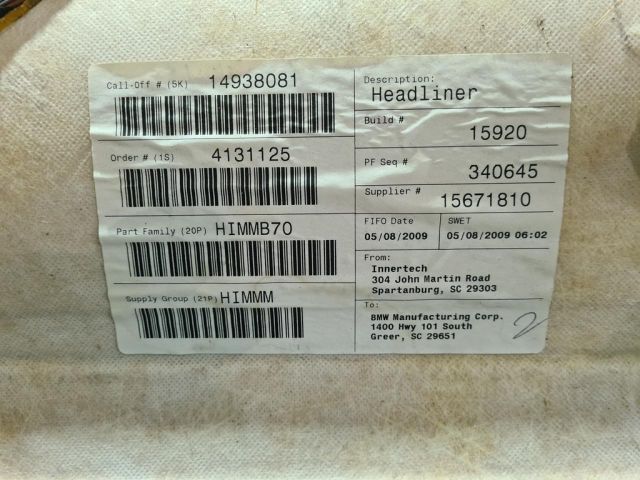 Call-Off # (5K) 14938081
Order # (1S) 4131125
Part Family (20P) HIMMB70
Supply Group (21P) HIMMM
Description:
Headliner
Build # 15920
PF Seq # 340645
Supplier # 15671810
FIFO Date SWET
05/08/2009 05/08/2009 06:02
From:
Innertech
304 John Martin Road
Spartanburg, SC 29303
To:
BMW Manufacturing Corp.
1400 Hwy 101 South
Greer, SC 29651
2